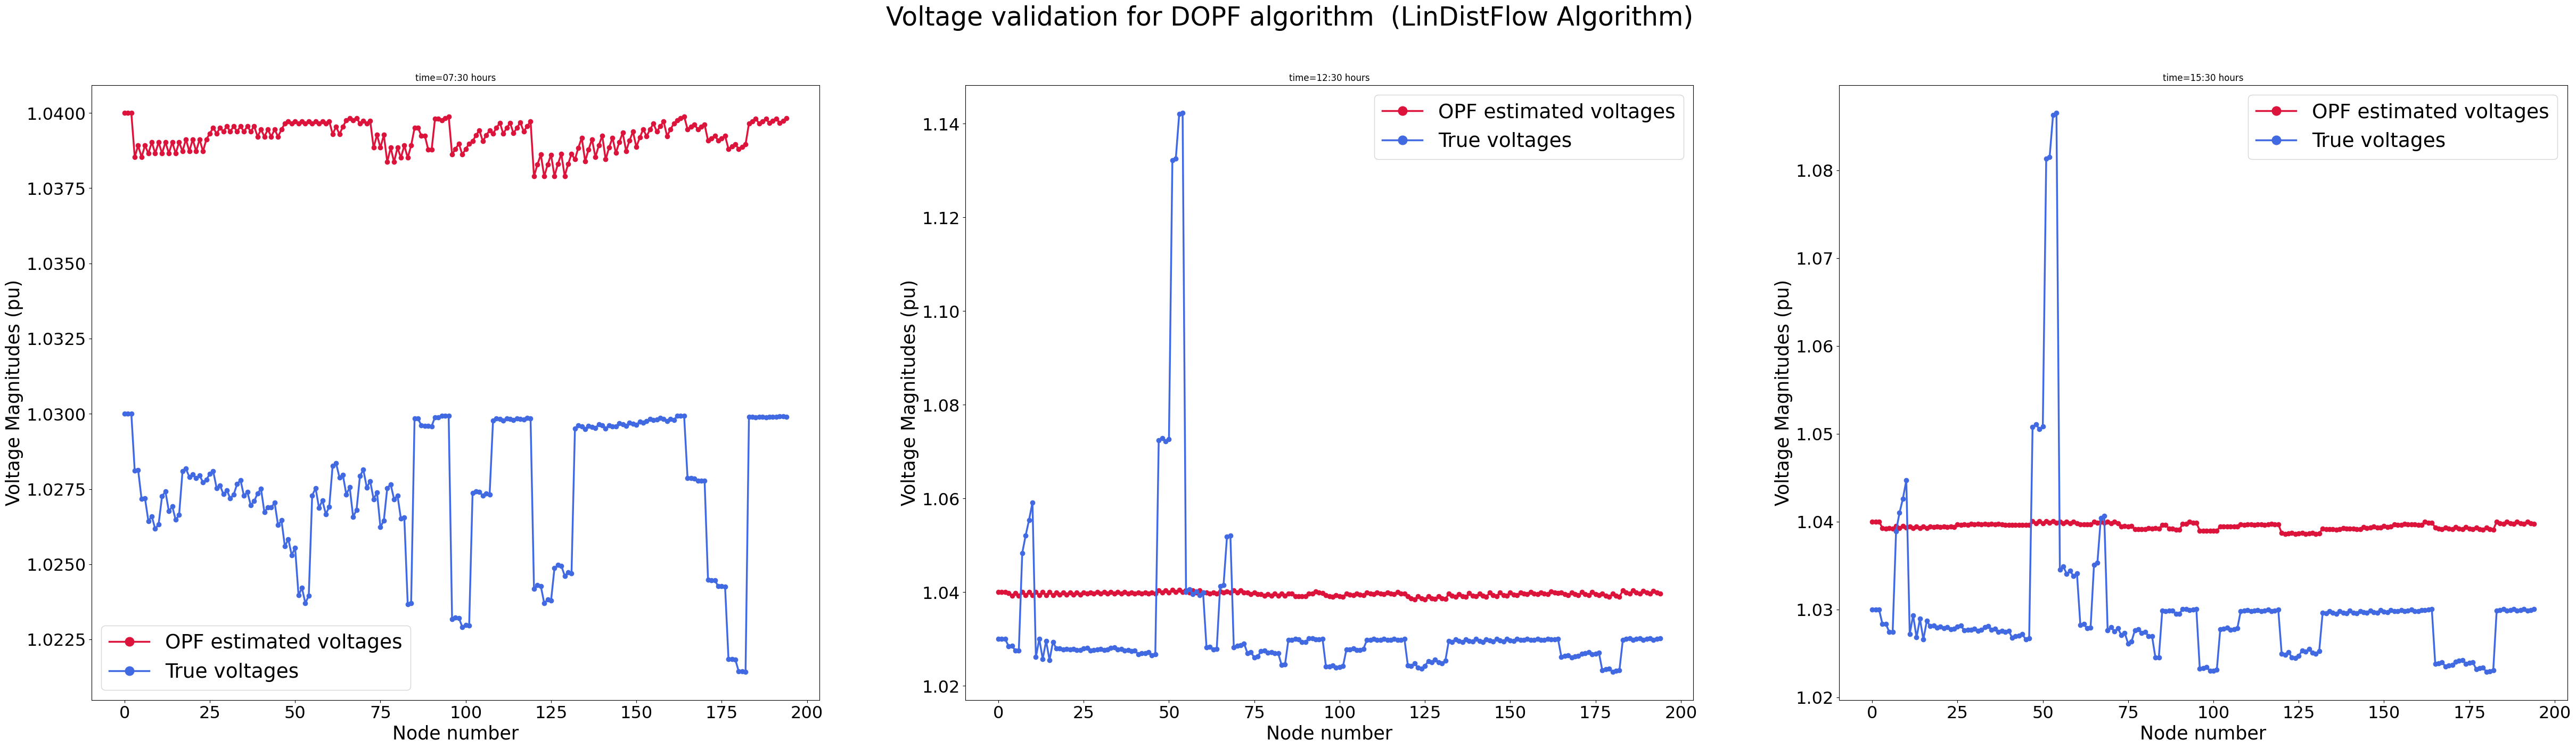 Voltage validation for DOPF algorithm  (LinDistFlow Algorithm)
time=07:30 hours
Voltage Magnitudes (pu)
1.0400
1.0375
1.0350
1.0325
1.0300
1.0275
1.0250
1.0225
OPF estimated voltages
True voltages
0 25 50 75 100 125 150 175 200
Node number
time=12:30 hours
Voltage Magnitudes (pu)
1.14
1.12
1.10
1.08
1.06
1.04
1.02
OPF estimated voltages
True voltages
0 25 50 75 100 125 150 175 200
Node number
time=15:30 hours
Voltage Magnitudes (pu)
1.08
1.07
1.06
1.05
1.04
1.03
1.02
OPF estimated voltages
True voltages
0 25 50 75 100 125 150 175 200
Node number